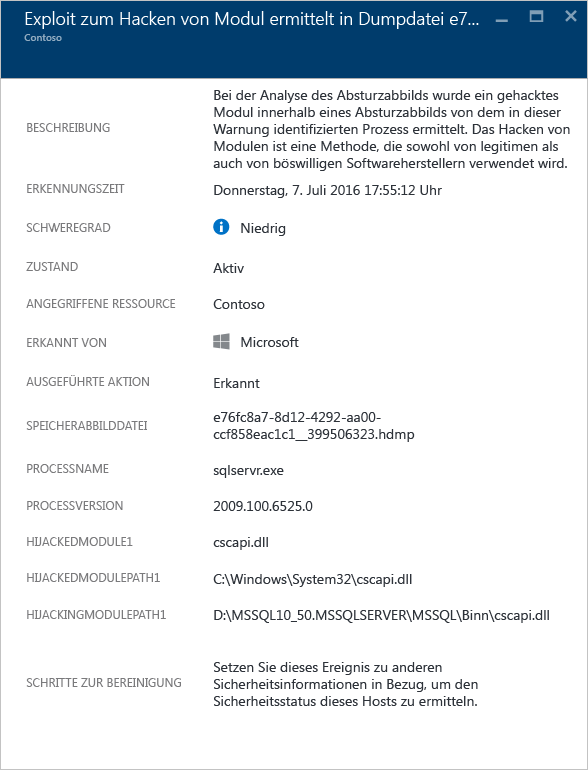 Exploit zum Hacken von Modul ermittelt in Dumpdatei e7...
Contoso
BESCHREIBUNG
Bei der Analyse des Absturzabbilds wurde ein gehacktes
Modul innerhalb eines Absturzabbilds von dem in dieser
Warnung identifizierten Prozess ermittelt. Das Hacken von
Modulen ist eine Methode, die sowohl von legitimen als
auch von böswilligen Softwareherstellern verwendet wird.
ERKENNUNGSZEIT
Donnerstag, 7. Juli 2016 17:55:12 Uhr
SCHWEREGRAD
Niedrig
ZUSTAND
Aktiv
ANGEGRIFFENE RESSOURCE
Contoso
ERKANNT VON
Microsoft
AUSGEFÜHRTE AKTION
Erkannt
SPEICHERABBILDDATEI
e76fc8a7-8d12-4292-aa00-
ccf858eac1c1__399506323.hdmp
PROCESSNAME
sqlservr.exe
PROCESSVERSION
2009.100.6525.0
HIJACKEDMODULE1
cscapi.dll
HIJACKEDMODULEPATH1
C:\Windows\System32\cscapi.dll
HIJACKINGMODULEPATH1
D:\MSSQL10_50.MSSQLSERVER\MSSQL\Binn\cscapi.dll
SCHRITTE ZUR BEREINIGUNG
Setzen Sie dieses Ereignis zu anderen
Sicherheitsinformationen in Bezug, um den
Sicherheitsstatus dieses Hosts zu ermitteln.